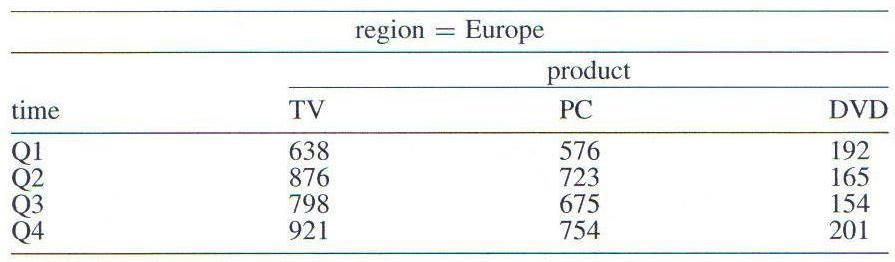 region = Europe
product
time TV PC DVD
Q1 638 576 192
Q2 876 723 165
Q3 798 675 154
Q4 921 754 201